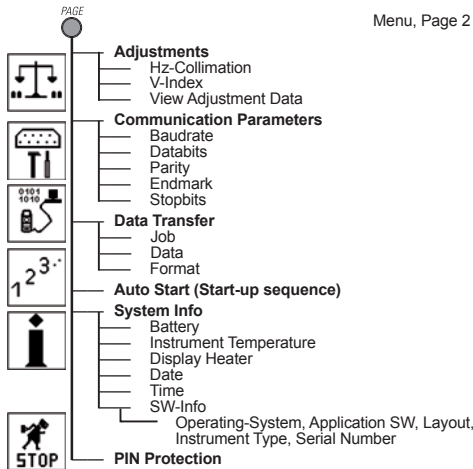 PAGE
Menu, Page 2
Adjustments
Hz-Collimation
V-Index
View Adjustment Data
Communication Parameters
Baudrate
Databits
Parity
Endmark
Stopbits
0101
1010
Data Transfer
Job
Data
Format
1 2 3..
Auto Start (Start-up sequence)
System Info
Battery
Instrument Temperature
Display Heater
Date
Time
SW-Info
Operating-System, Application SW, Layout,
Instrument Type, Serial Number
STOP
PIN Protection